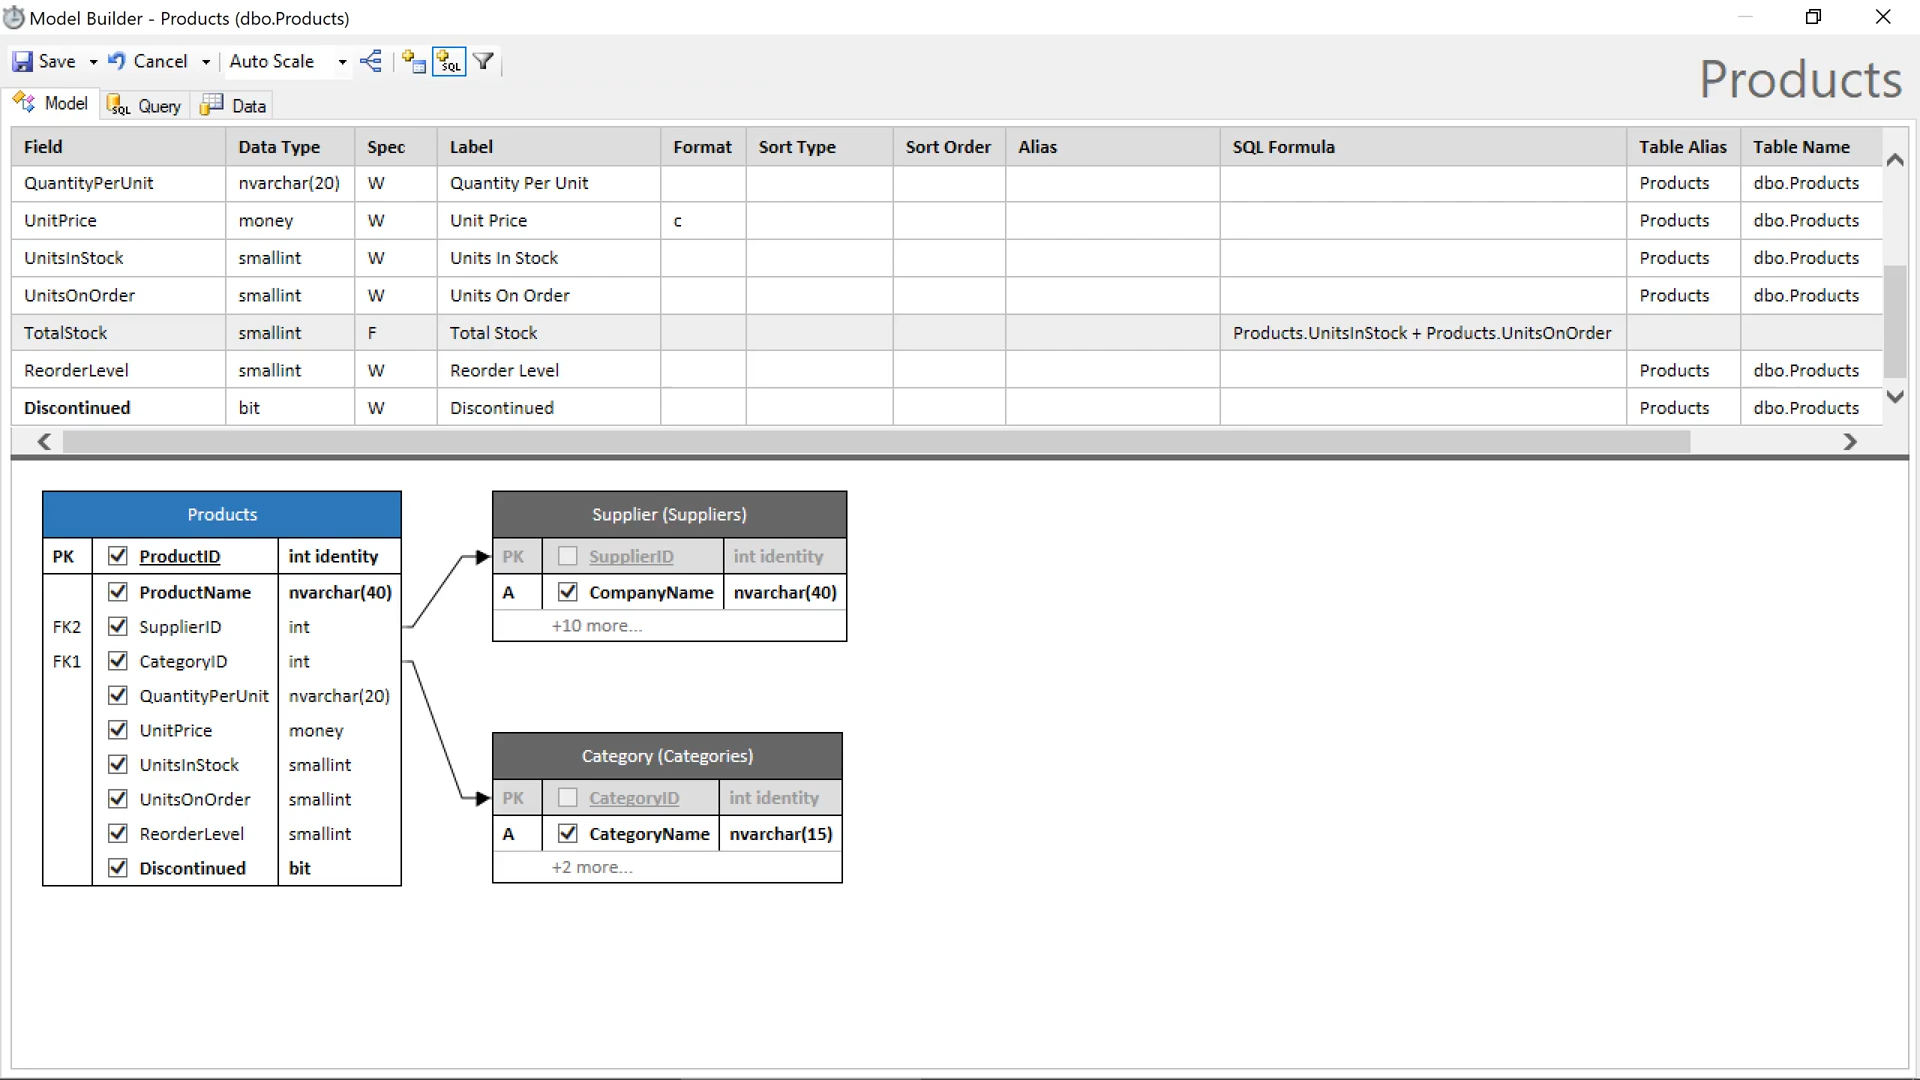 Model Builder - Products (dbo.Products)
Save Cancel Auto Scale SQL
Products
Model SQL Query Data
Field Data Type Spec Label Format Sort Type Sort Order Alias SQL Formula Table Alias Table Name
QuantityPerUnit nvarchar(20) W Quantity Per Unit Products dbo.Products
UnitPrice money W Unit Price c Products dbo.Products
UnitsInStock smallint W Units In Stock Products dbo.Products
UnitsOnOrder smallint W Units On Order Products dbo.Products
TotalStock smallint F Total Stock Products.UnitsInStock + Products.UnitsOnOrder
ReorderLevel smallint W Reorder Level Products dbo.Products
Discontinued bit W Discontinued Products dbo.Products
Products
PK ProductID int identity
ProductName nvarchar(40)
FK2 SupplierID int
FK1 CategoryID int
QuantityPerUnit nvarchar(20)
UnitPrice money
UnitsInStock smallint
UnitsOnOrder smallint
ReorderLevel smallint
Discontinued bit
Supplier (Suppliers)
PK SupplierID int identity
A CompanyName nvarchar(40)
+10 more...
Category (Categories)
PK CategoryID int identity
A CategoryName nvarchar(15)
+2 more...